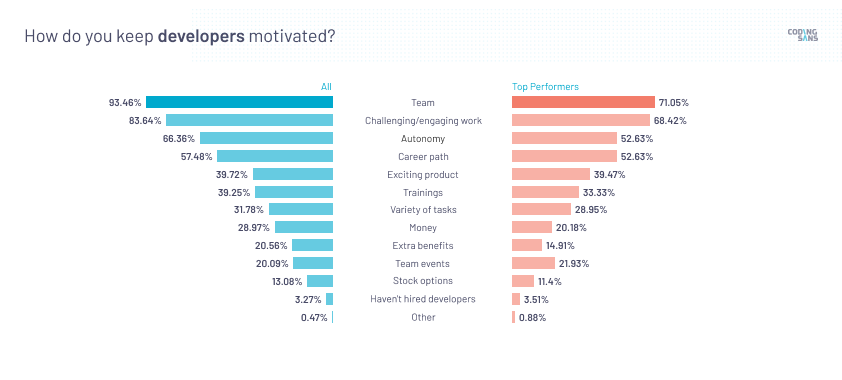 How do you keep developers motivated?
CODING
SANS
All Top Performers
93.46% Team 71.05%
83.64% Challenging/engaging work 68.42%
66.36% Autonomy 52.63%
57.48% Career path 52.63%
39.72% Exciting product 39.47%
39.25% Trainings 33.33%
31.78% Variety of tasks 28.95%
28.97% Money 20.18%
20.56% Extra benefits 14.91%
20.09% Team events 21.93%
13.08% Stock options 11.4%
3.27% Haven't hired developers 3.51%
0.47% Other 0.88%